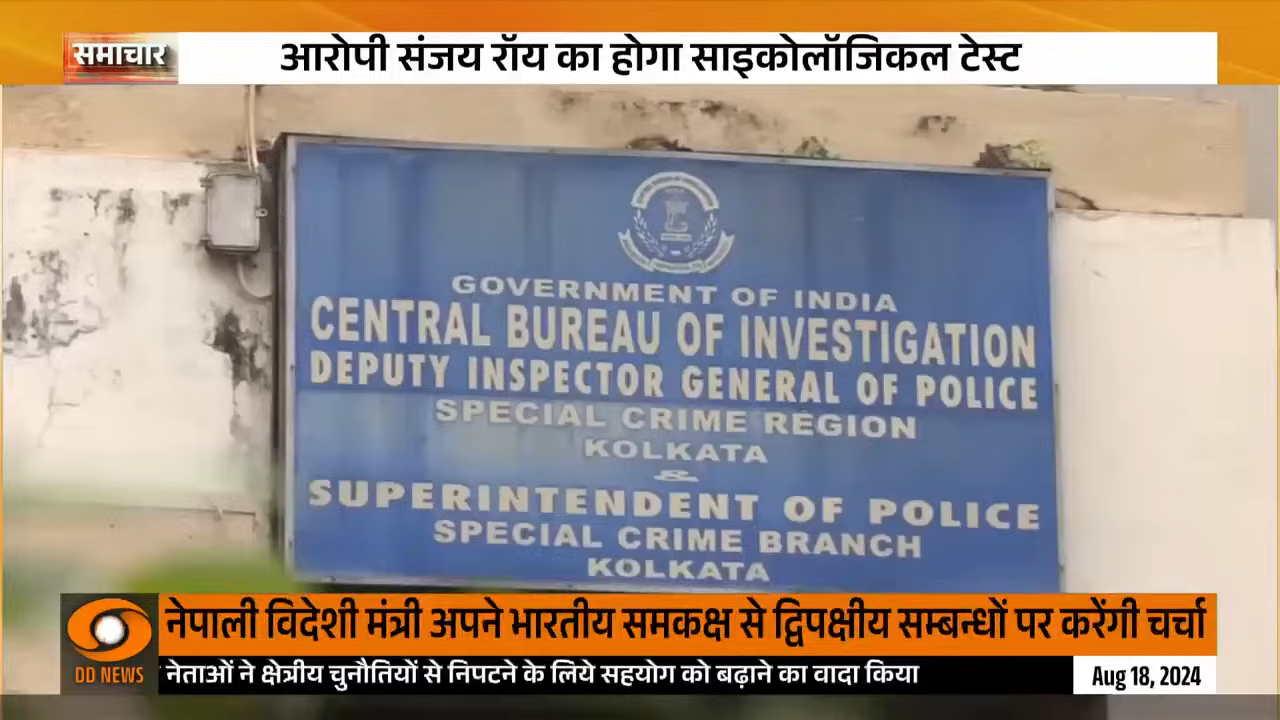 समाचार
आरोपी संजय रॉय का होगा साइकोलॉजिकल टेस्ट
GOVERNMENT OF INDIA
CENTRAL BUREAU OF INVESTIGATION
DEPUTY INSPECTOR GENERAL OF POLICE
SPECIAL CRIME REGION
KOLKATA
&
SUPERINTENDENT OF POLICE
SPECIAL CRIME BRANCH
KOLKATA
नेपाली विदेशी मंत्री अपने भारतीय समकक्ष से द्विपक्षीय सम्बन्धों पर करेंगी चर्चा
DD NEWS
नेताओं ने क्षेत्रीय चुनौतियों से निपटने के लिये सहयोग को बढ़ाने का वादा किया
Aug 18, 2024